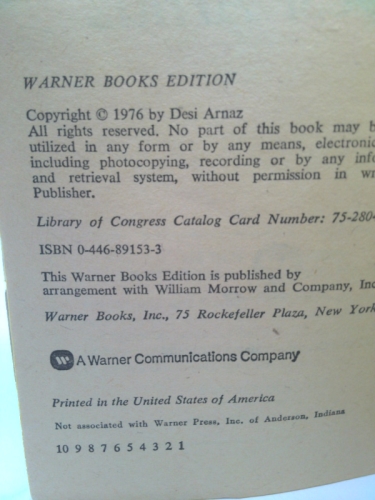 WARNER BOOKS EDITION
Copyright © 1976 by Desi Arnaz
All rights reserved. No part of this book may b
utilized in any form or by any means, electronic
including photocopying, recording or by any info
and retrieval system, without permission in wr
Publisher.
Library of Congress Catalog Card Number: 75-280
ISBN 0-446-89153-3
This Warner Books Edition is published by
arrangement with William Morrow and Company, Inc
Warner Books, Inc., 75 Rockefeller Plaza, New York
A Warner Communications Company
Printed in the United States of America
Not associated with Warner Press, Inc. of Anderson, Indiana
10 9 8 7 6 5 4 3 2 1